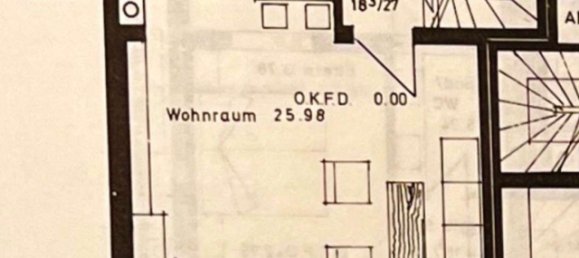 18³/27
A
O.K.F.D. 0.00
Wohnraum 25.98